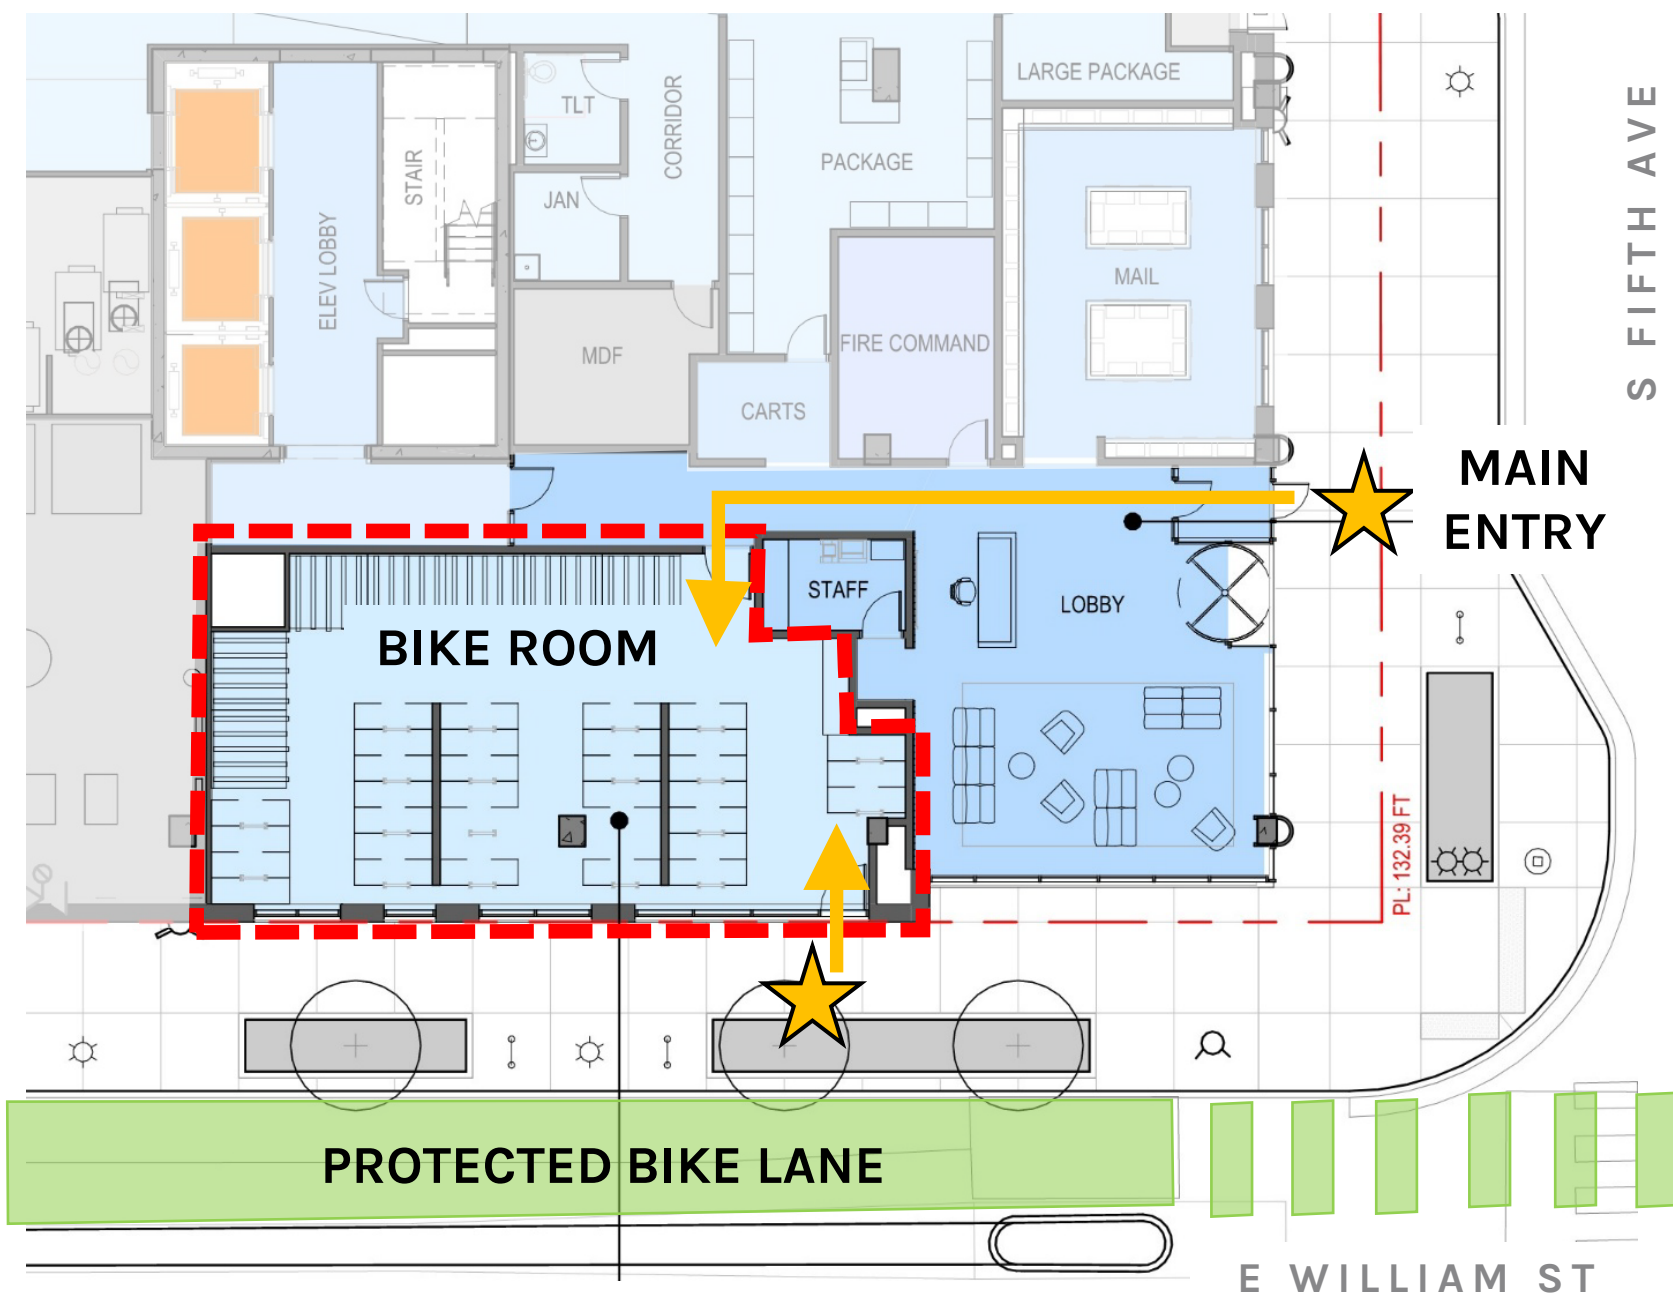 LARGE PACKAGE
TLT
CORRIDOR
S FIFTH AVE
STAIR
PACKAGE
JAN
ELEV LOBBY
MAIL
MDF
FIRE COMMAND
CARTS
MAIN
ENTRY
STAFF
LOBBY
BIKE ROOM
PL: 132.39 FT
PROTECTED BIKE LANE
E WILLIAM ST